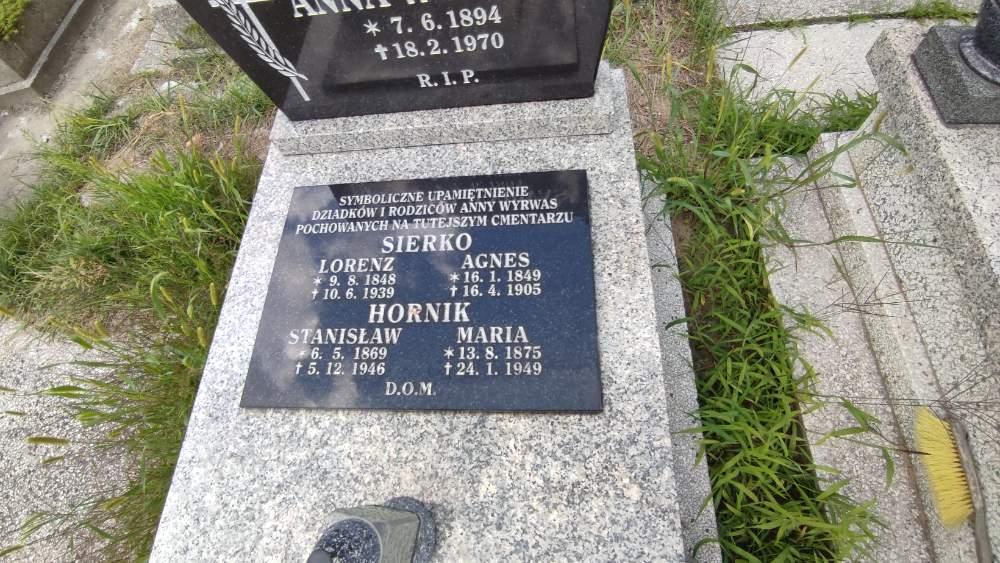 ANNA
* 7. 6. 1894
† 18. 2. 1970
R. I. P.
SYMBOLICZNE UPAMIĘTNIENIE
DZIADKÓW I RODZICÓW ANNY WYRWAS
POCHOWANYCH NA TUTEJSZYM CMENTARZU
SIERKO
LORENZ AGNES
* 9. 8. 1848 * 16. 1. 1849
† 10. 6. 1939 † 16. 4. 1905
HORNIK
STANISŁAW MARIA
* 6. 5. 1869 * 13. 8. 1875
† 5. 12. 1946 † 24. 1. 1949
D.O.M.